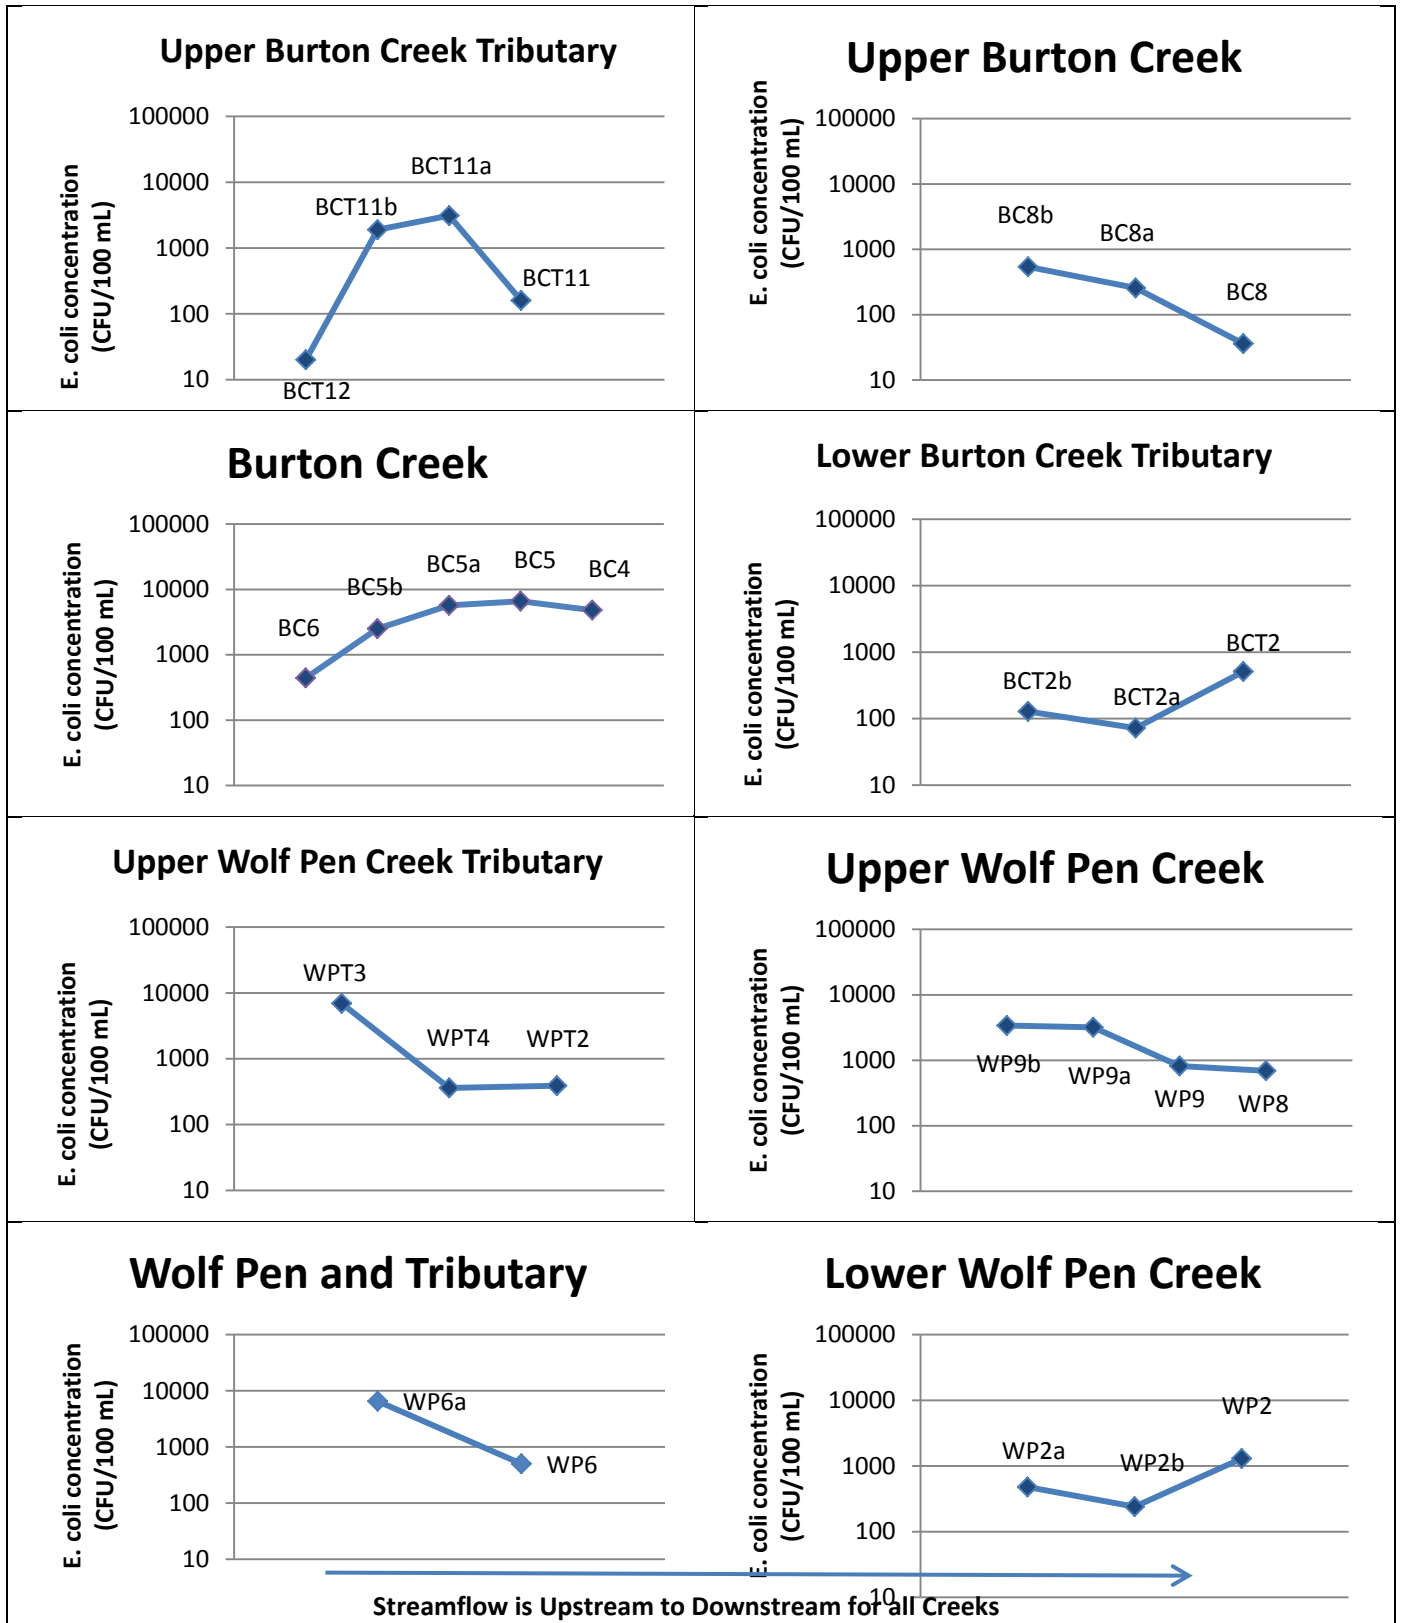 Upper Burton Creek Tributary
E. coli concentration
(CFU/100 mL)
100000
10000
1000
100
10
BCT12
BCT11b
BCT11a
BCT11
Upper Burton Creek
E. coli concentration
(CFU/100 mL)
100000
10000
1000
100
10
BC8b
BC8a
BC8
Burton Creek
E. coli concentration
(CFU/100 mL)
100000
10000
1000
100
10
BC6
BC5b
BC5a
BC5
BC4
Lower Burton Creek Tributary
E. coli concentration
(CFU/100 mL)
100000
10000
1000
100
10
BCT2b
BCT2a
BCT2
Upper Wolf Pen Creek Tributary
E. coli concentration
(CFU/100 mL)
100000
10000
1000
100
10
WPT3
WPT4
WPT2
Upper Wolf Pen Creek
E. coli concentration
(CFU/100 mL)
100000
10000
1000
100
10
WP9b
WP9a
WP9
WP8
Wolf Pen and Tributary
E. coli concentration
(CFU/100 mL)
100000
10000
1000
100
10
WP6a
WP6
Lower Wolf Pen Creek
E. coli concentration
(CFU/100 mL)
100000
10000
1000
100
10
WP2a
WP2b
WP2
Streamflow is Upstream to Downstream for all Creeks